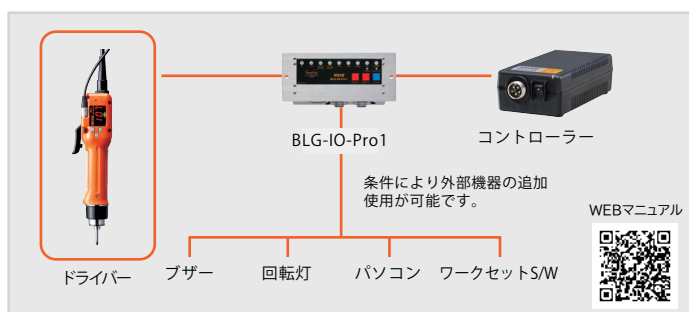 BLG-IO-Pro1
コントローラー
条件により外部機器の追加
使用が可能です。
WEBマニュアル
ドライバー
ブザー
回転灯
パソコン
ワークセットS/W